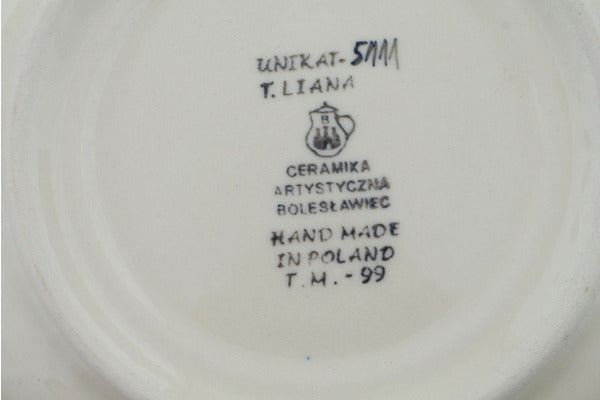 UNIKAT-5111
T. LIANA
B
CERAMIKA
ARTYSTYCZNA
BOLESŁAWIEC
HAND MADE
IN POLAND
T. M. - 99